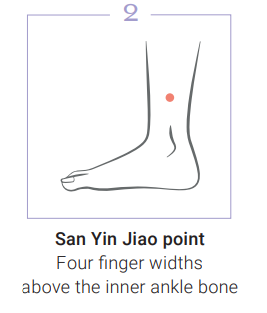 2
San Yin Jiao point
Four finger widths
above the inner ankle bone